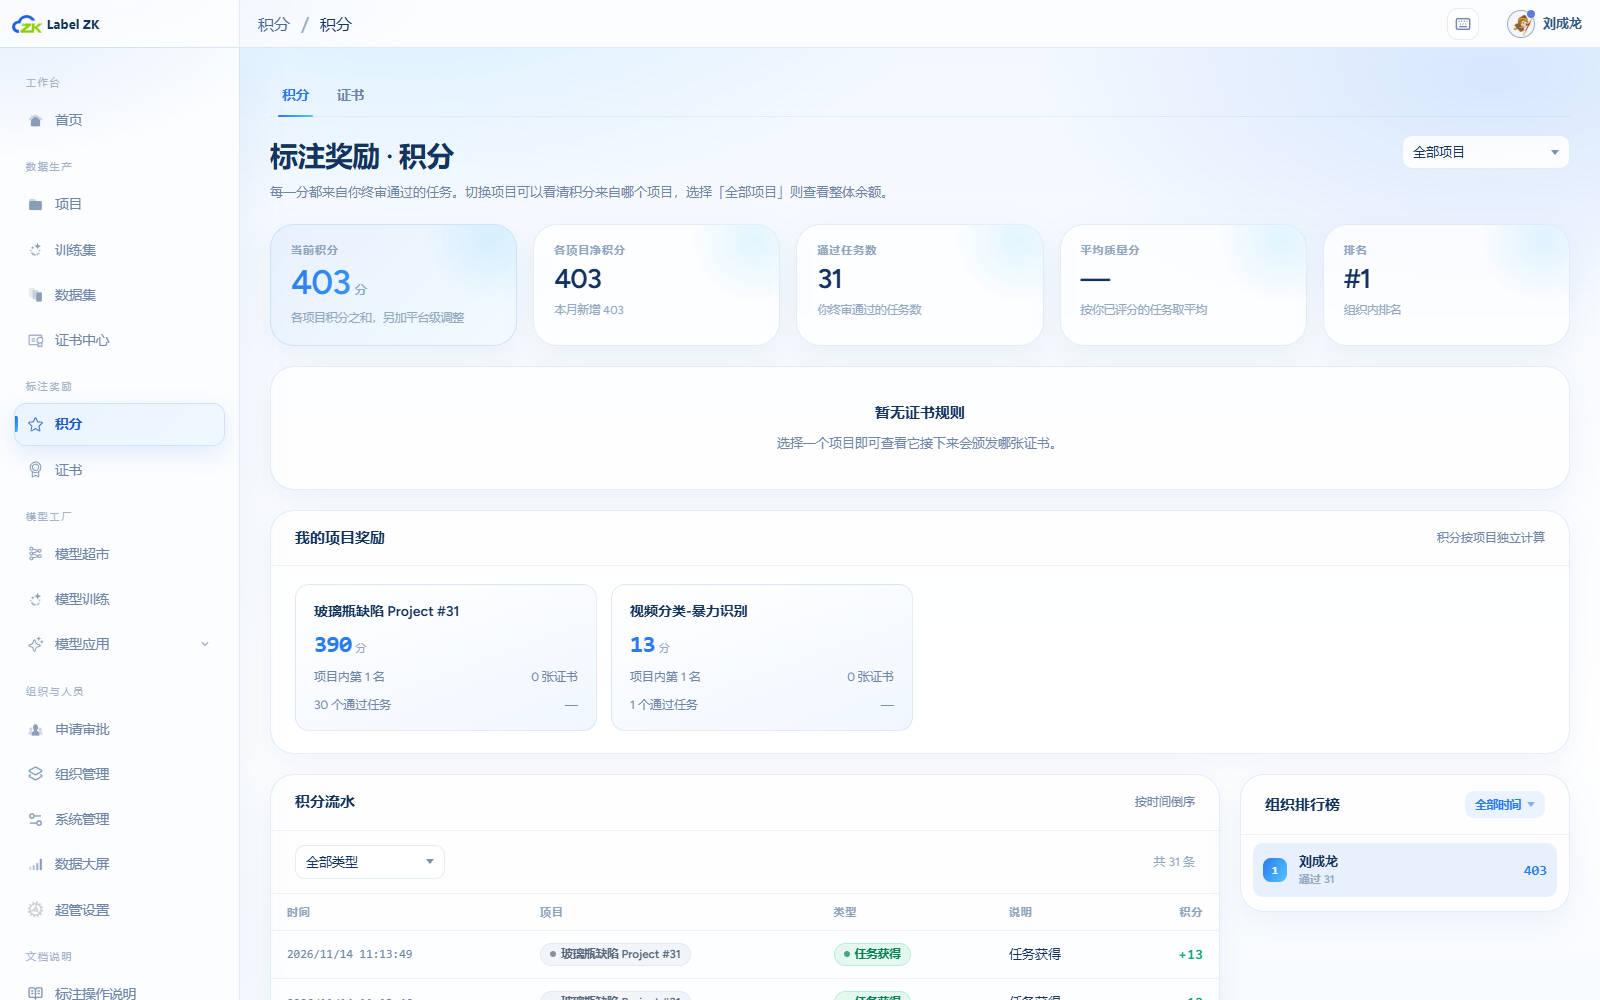 Label ZK
积分 / 积分
刘成龙
工作台
首页
数据生产
项目
训练集
数据集
证书中心
标注奖励
积分
证书
模型工厂
模型超市
模型训练
模型应用
组织与人员
申请审批
组织管理
系统管理
数据大屏
超管设置
文档说明
标注操作说明
积分 证书
标注奖励 · 积分
全部项目
每一分都来自你终审通过的任务。切换项目可以看清积分来自哪个项目，选择「全部项目」则查看整体余额。
当前积分
403 分
各项目积分之和，另加平台级调整
各项目净积分
403
本月新增 403
通过任务数
31
你终审通过的任务数
平均质量分
—
按你已评分的任务取平均
排名
#1
组织内排名
暂无证书规则
选择一个项目即可查看它接下来会颁发哪张证书。
我的项目奖励
积分按项目独立计算
玻璃瓶缺陷 Project #31
390 分
项目内第 1 名 0 张证书
30 个通过任务 —
视频分类-暴力识别
13 分
项目内第 1 名 0 张证书
1 个通过任务 —
积分流水
按时间倒序
全部类型
共 31 条
时间 项目 类型 说明 积分
2026/11/14 11:13:49 玻璃瓶缺陷 Project #31 任务获得 任务获得 +13
组织排行榜
全部时间
1 刘成龙 403
通过 31